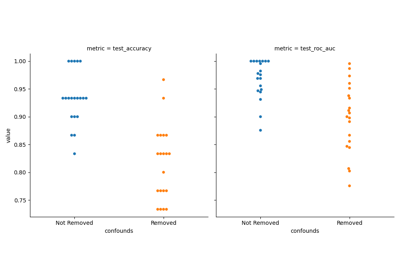 metric = test_accuracy
metric = test_roc_auc
1.00
0.95
0.90
0.85
0.80
0.75
value
Not Removed
Removed
Not Removed
Removed
confounds
confounds